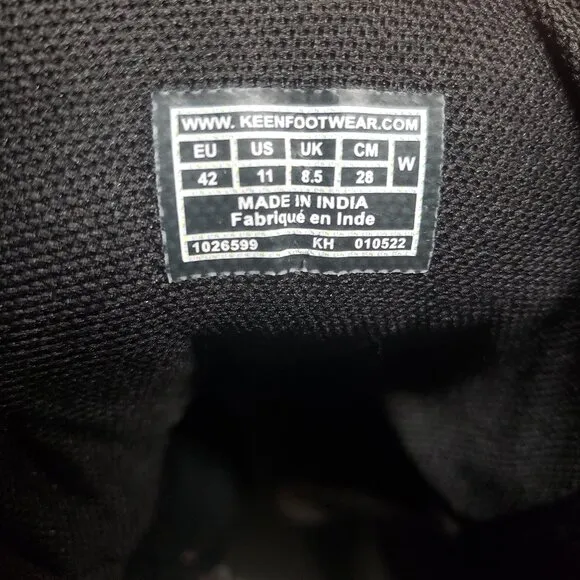 WWW. KEENFOOTWEAR.COM
EU US UK CM W
42 11 8.5 28
MADE IN INDIA
Fabriqué en Inde
1026599 KH 010522